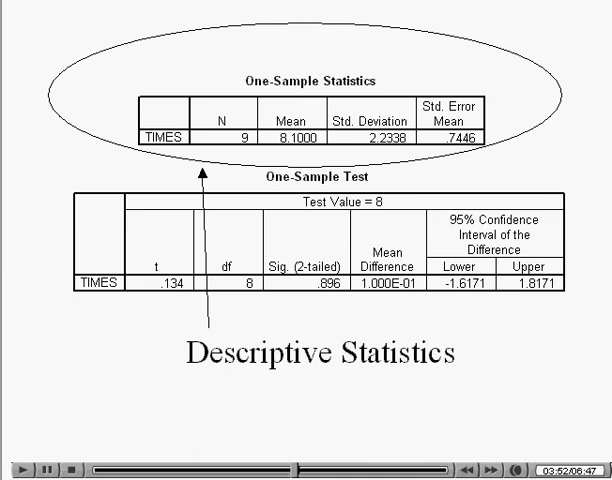 One-Sample Statistics
N Mean Std. Deviation Std. Error Mean
TIMES 9 8.1000 2.2338 .7446
One-Sample Test
Test Value = 8
t df Sig. (2-tailed) Mean Difference 95% Confidence Interval of the Difference
Lower Upper
TIMES .134 8 .896 1.000E-01 -1.6171 1.8171
Descriptive Statistics
03:52/06:47